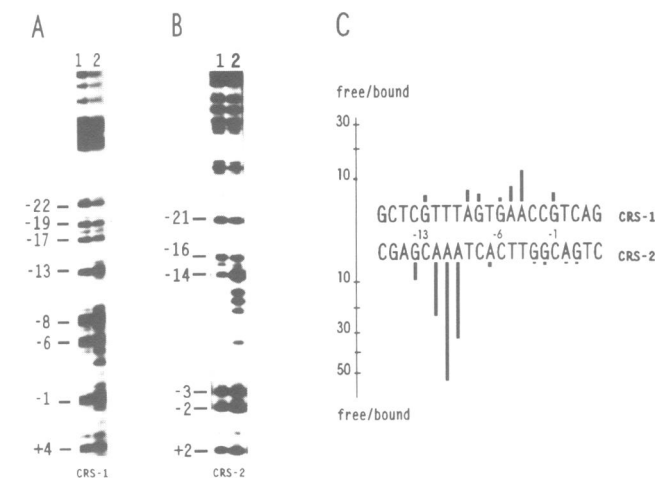 A
1 2
-22
-19
-17
-13
-8
-6
-1
+4
CRS-1
B
1 2
-21
-16
-14
-3
-2
+2
CRS-2
C
free/bound
30
10
GCTCGTTTAGTGAACCGTCAG CRS-1
-13 -6 -1
CGAGCAAATCACTTGGCAGTC CRS-2
10
30
50
free/bound